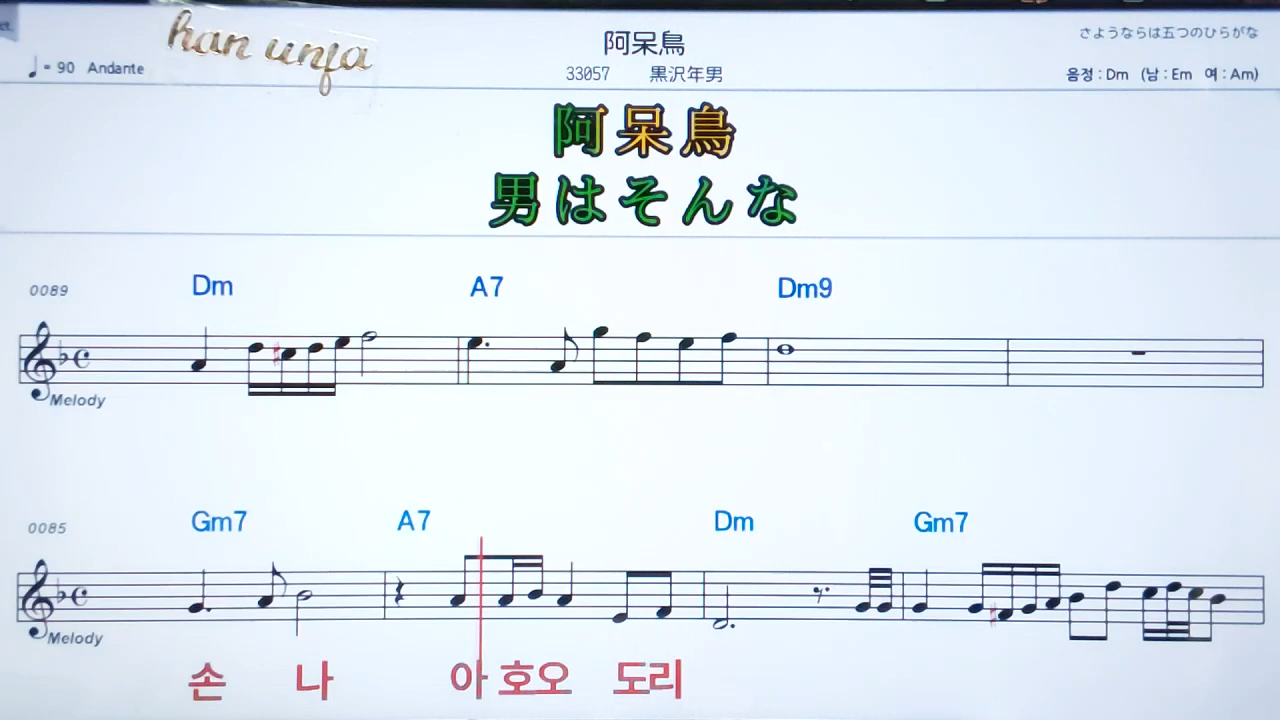 ct.
han unja
阿呆鳥
さようならは五つのひらがな
♩= 90 Andante
33057 黒沢年男
음정 : Dm (남 : Em 여 : Am)
阿呆鳥
男はそんな
0089 Dm A7 Dm9
Melody
0085 Gm7 A7 Dm Gm7
Melody
손 나 아 호오 도리